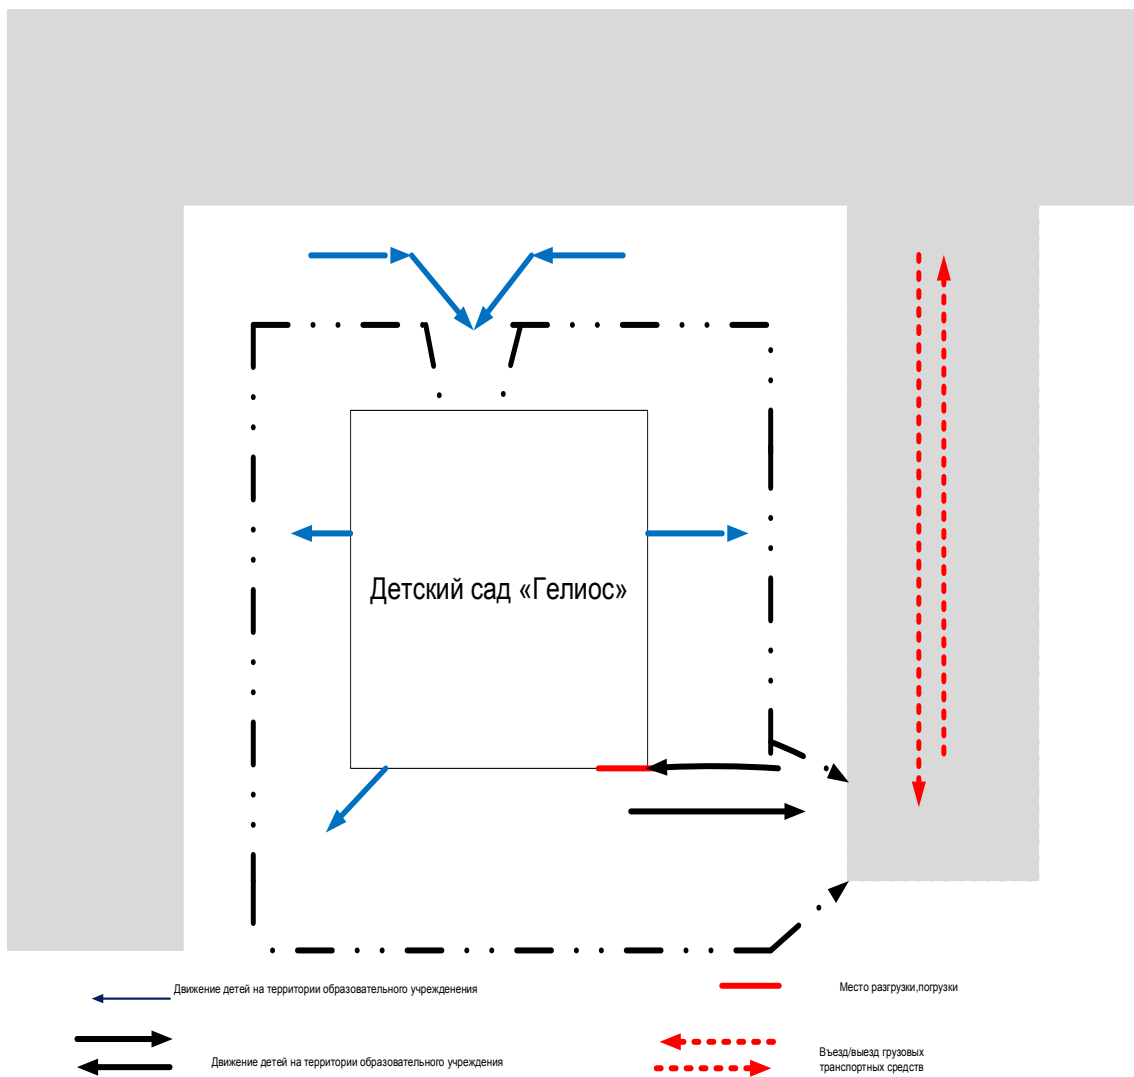 Детский сад «Гелиос»
Движение детей на территории образовательного учрежденения
Место разгрузки,погрузки
Движение детей на территории образовательного учреждения
Въезд/выезд грузовых
транспортных средств